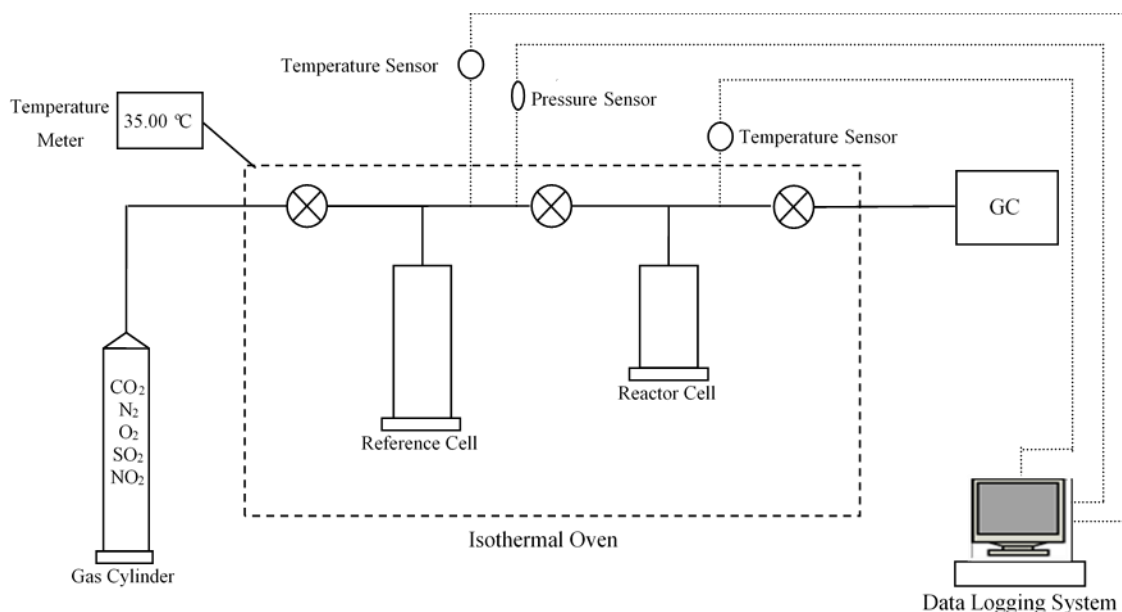 Temperature Sensor
Pressure Sensor
Temperature Sensor
Temperature
Meter
35.00 ℃
GC
CO₂
N₂
O₂
SO₂
NO₂
Reference Cell
Reactor Cell
Isothermal Oven
Gas Cylinder
Data Logging System